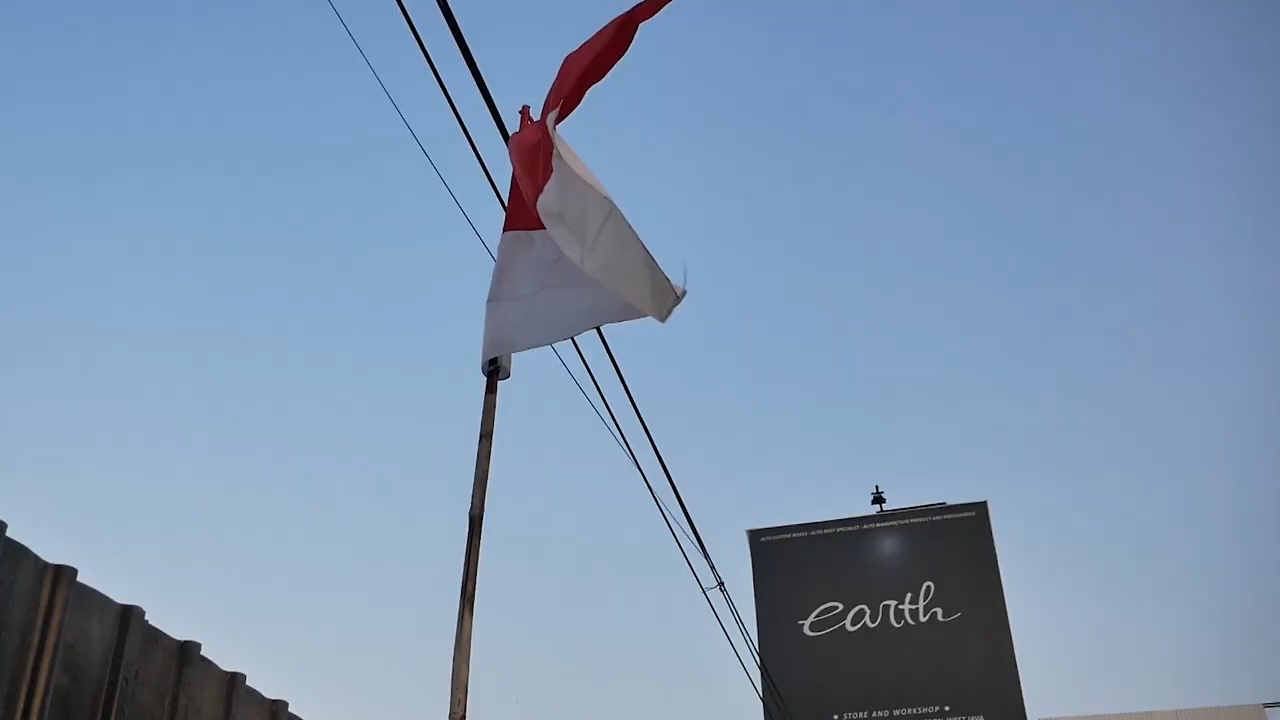 AUTO CUSTOM WORKS - AUTO BODY SPECIALIST - AUTO MANUFACTURE PRODUCT AND MERCHANDISE
earth
• STORE AND WORKSHOP •
WEST JAVA